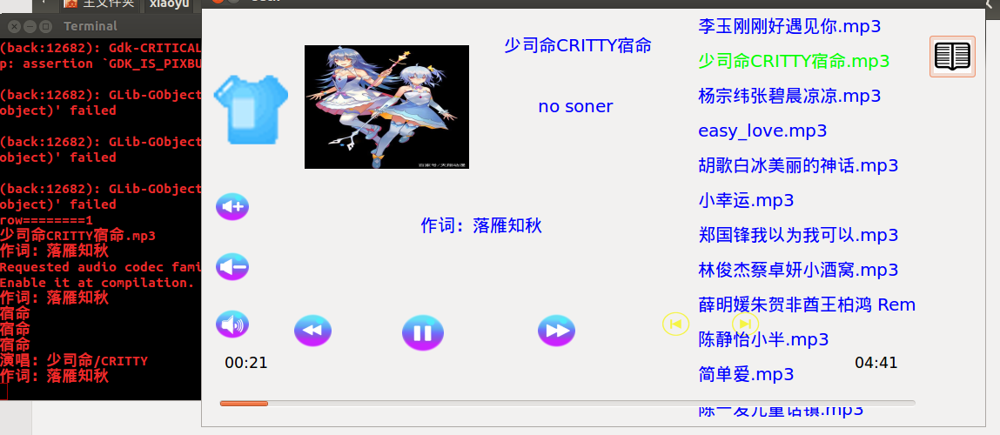 主文件夹
xiaoyu
Terminal
(back:12682): Gdk-CRITICAL
p: assertion `GDK_IS_PIXBU
(back:12682): GLib-GObject
object)' failed
(back:12682): GLib-GObject
object)' failed
(back:12682): GLib-GObject
object)' failed
row========1
少司命CRITTY宿命.mp3
作词: 落雁知秋
Requested audio codec fami
Enable it at compilation.
作词: 落雁知秋
宿命
宿命
宿命
演唱: 少司命/CRITTY
作词: 落雁知秋
少司命CRITTY宿命
no soner
作词: 落雁知秋
00:21
李玉刚刚好遇见你.mp3
少司命CRITTY宿命.mp3
杨宗纬张碧晨凉凉.mp3
easy_love.mp3
胡歌白冰美丽的神话.mp3
小幸运.mp3
郑国锋我以为我可以.mp3
林俊杰蔡卓妍小酒窝.mp3
薛明媛朱贺非酋王柏鸿 Rem
陈静怡小半.mp3
简单爱.mp3
陈一发儿童话镇.mp3
04:41